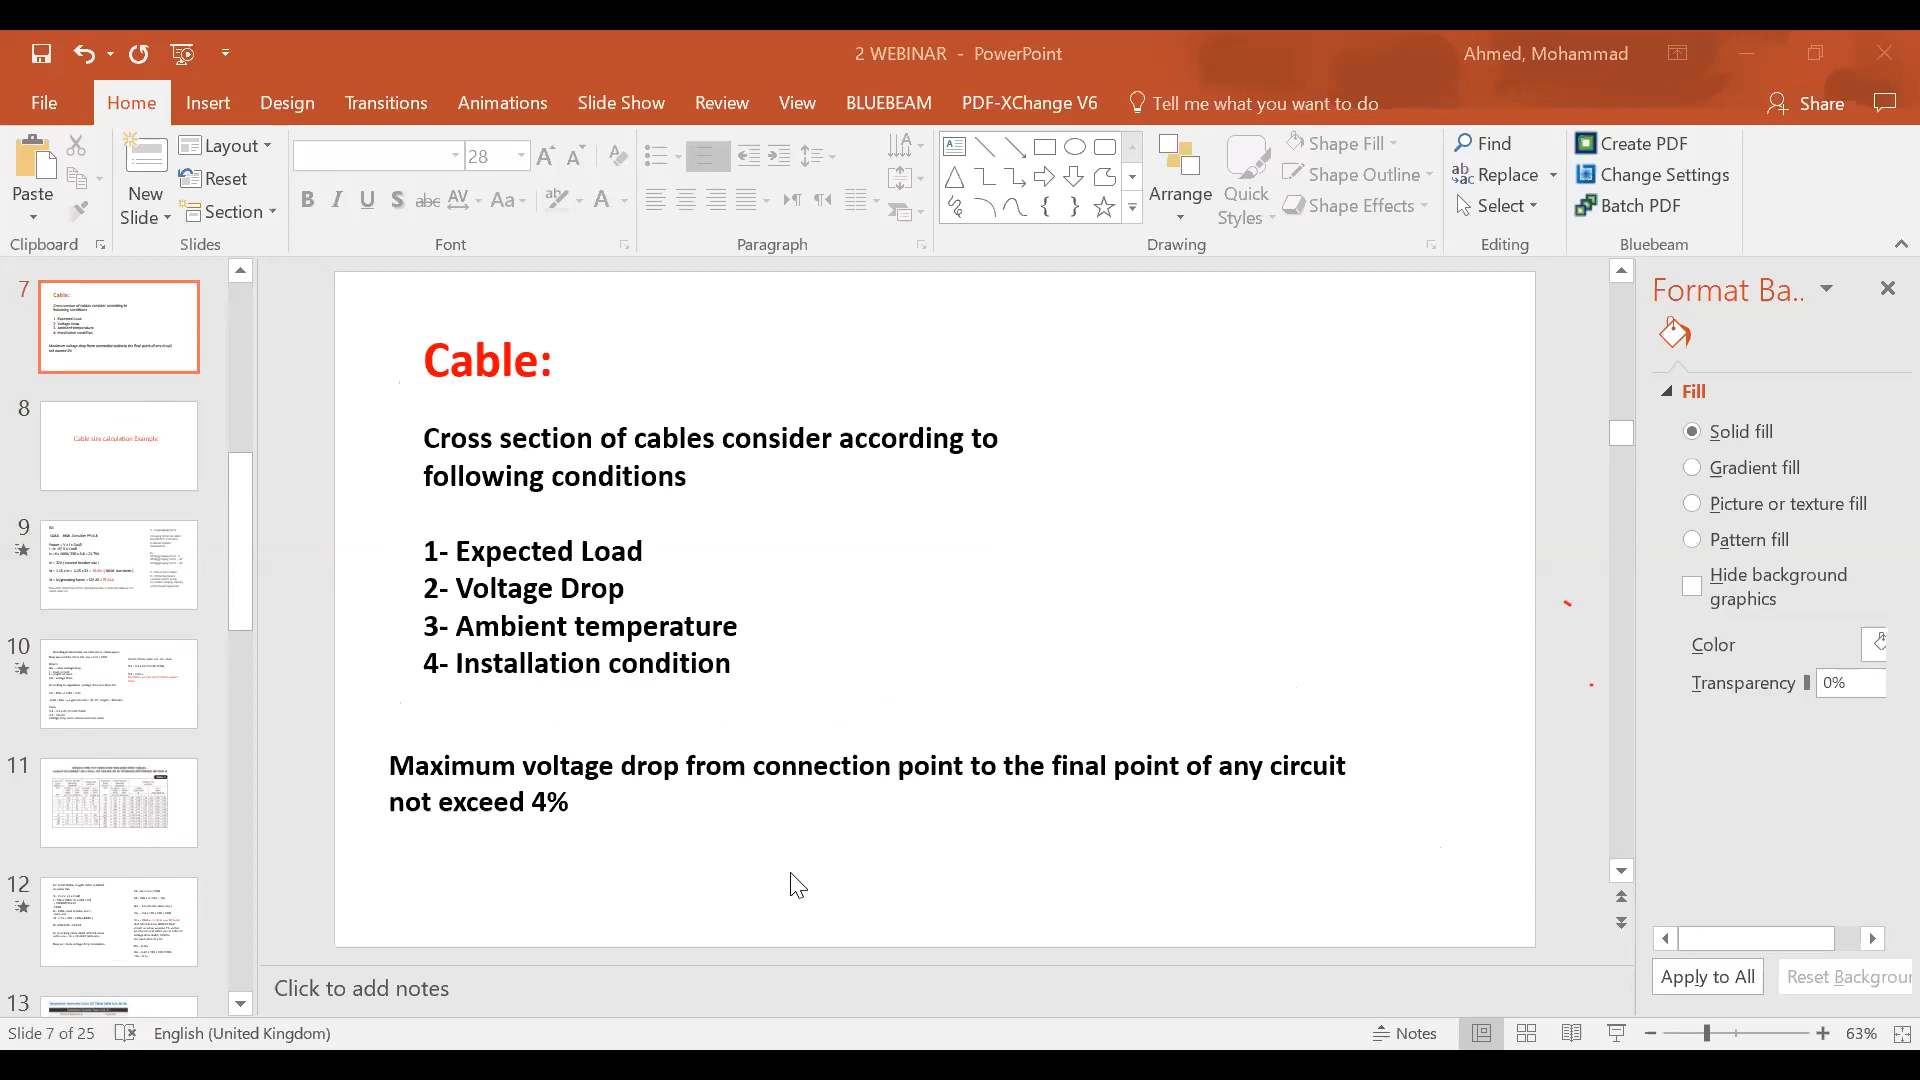 2 WEBINAR - PowerPoint
Ahmed, Mohammad
File Home Insert Design Transitions Animations Slide Show Review View BLUEBEAM PDF-XChange V6 Tell me what you want to do Share
Paste
New Slide
Layout
Reset
Section
28
Arrange
Quick Styles
Shape Fill
Shape Outline
Shape Effects
Find
Replace
Select
Create PDF
Change Settings
Batch PDF
Clipboard Slides Font Paragraph Drawing Editing Bluebeam
7
8
Cable size calculation Example
9
10
11
12
13
Cable:
Cross section of cables consider according to
following conditions
1- Expected Load
2- Voltage Drop
3- Ambient temperature
4- Installation condition
Maximum voltage drop from connection point to the final point of any circuit
not exceed 4%
Click to add notes
Format Ba..
Fill
Solid fill
Gradient fill
Picture or texture fill
Pattern fill
Hide background
graphics
Color
Transparency 0%
Apply to All Reset Backgrour
Slide 7 of 25 English (United Kingdom) Notes 63%